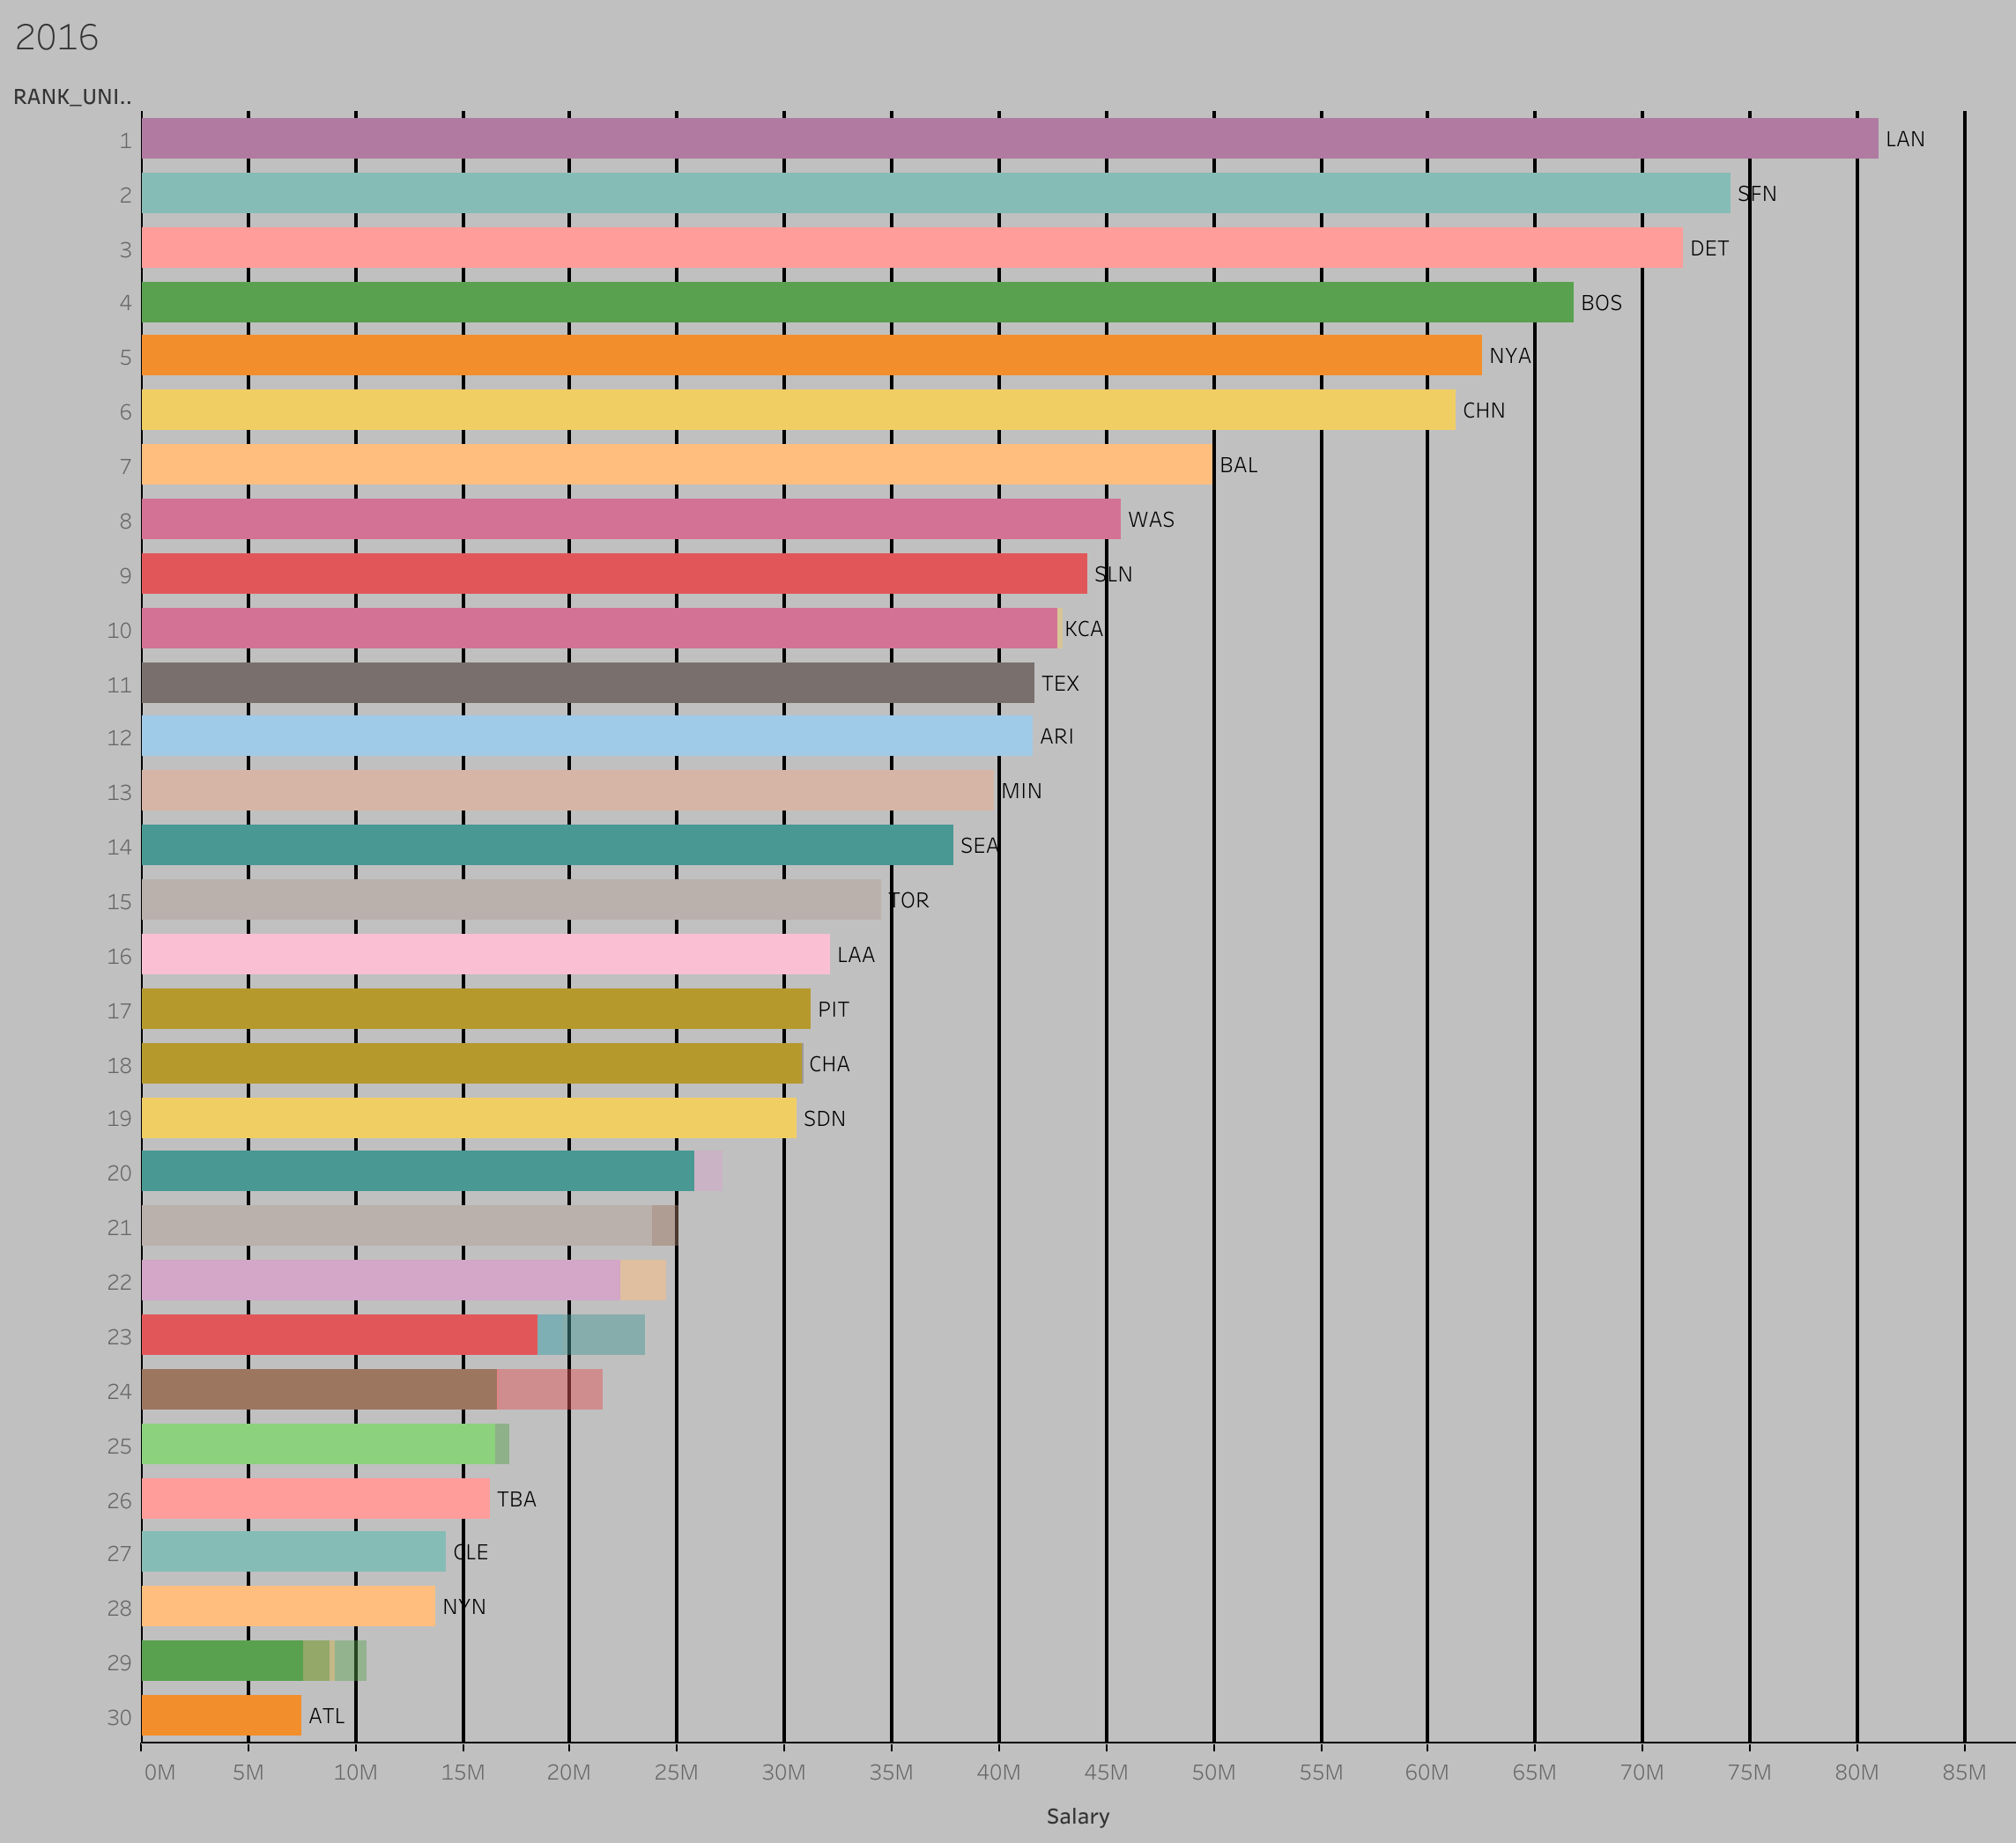 2016
RANK_UNI..
1 LAN
2 SFN
3 DET
4 BOS
5 NYA
6 CHN
7 BAL
8 WAS
9 SLN
10 KCA
11 TEX
12 ARI
13 MIN
14 SEA
15 TOR
16 LAA
17 PIT
18 CHA
19 SDN
20
21
22
23
24
25
26 TBA
27 CLE
28 NYN
29
30 ATL
0M 5M 10M 15M 20M 25M 30M 35M 40M 45M 50M 55M 60M 65M 70M 75M 80M 85M
Salary